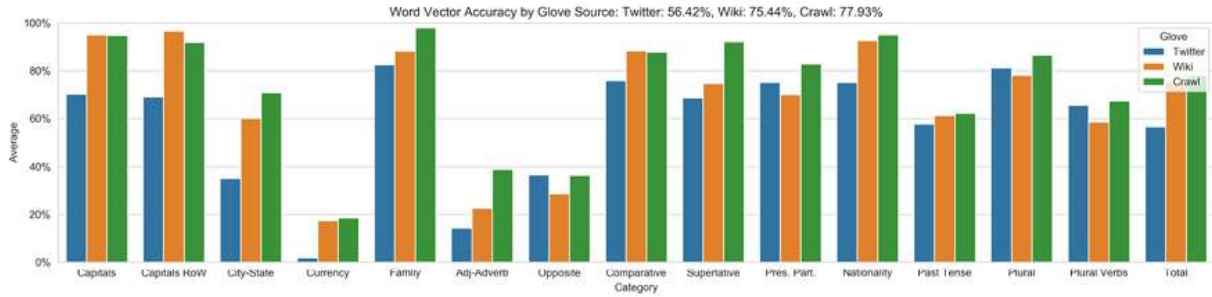 Word Vector Accuracy by Glove Source: Twitter: 56.42%, Wiki: 75.44%, Crawl: 77.93%
100%
80%
60%
40%
20%
0%
Average
Glove
Twitter
Wiki
Crawl
Capitals
Capitals RoW
City-State
Currency
Family
Adj-Adverb
Opposite
Comparative
Superlative
Pres. Part.
Nationality
Past Tense
Plural
Plural Verbs
Total
Category